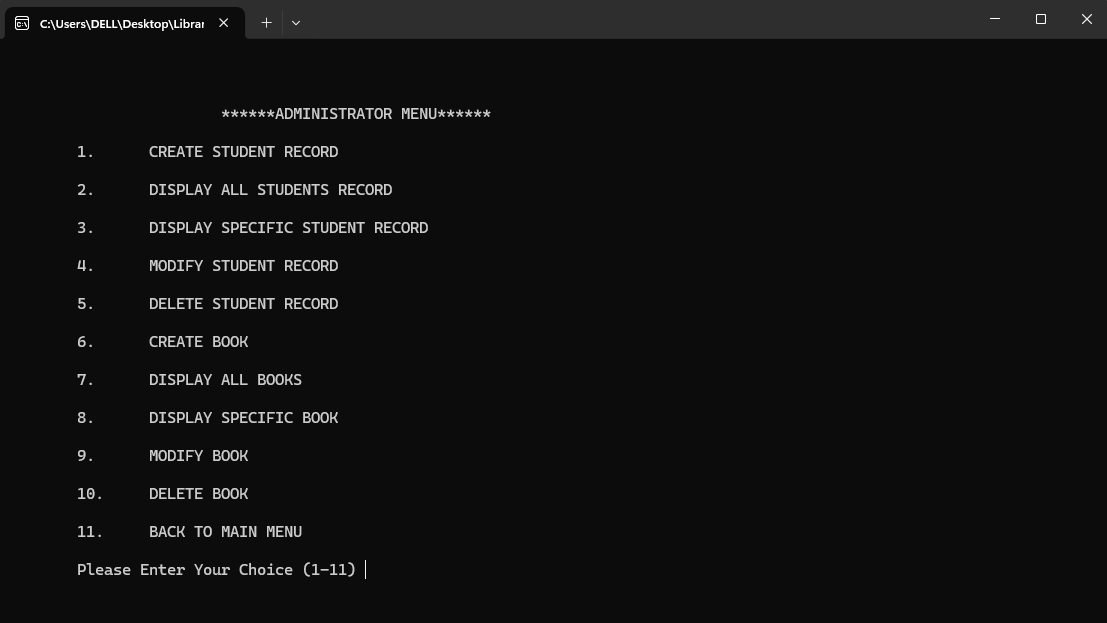 C:\Users\DELL\Desktop\Librar
******ADMINISTRATOR MENU******
1. CREATE STUDENT RECORD
2. DISPLAY ALL STUDENTS RECORD
3. DISPLAY SPECIFIC STUDENT RECORD
4. MODIFY STUDENT RECORD
5. DELETE STUDENT RECORD
6. CREATE BOOK
7. DISPLAY ALL BOOKS
8. DISPLAY SPECIFIC BOOK
9. MODIFY BOOK
10. DELETE BOOK
11. BACK TO MAIN MENU
Please Enter Your Choice (1-11)